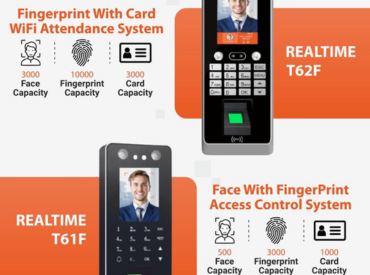 Fingerprint With Card
WiFi Attendance System
3000
Face
Capacity
10000
Fingerprint
Capacity
3000
Card
Capacity
REALTIME
T62F
REALTIME
T61F
Face With FingerPrint
Access Control System
500
Face
Capacity
3000
Fingerprint
Capacity
1000
Card
Capacity